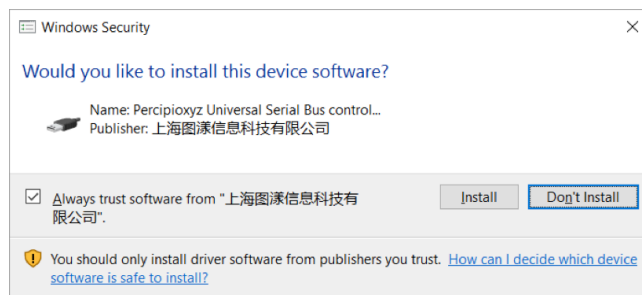 Windows Security
Would you like to install this device software?
Name: Percipioxyz Universal Serial Bus control...
Publisher: 上海图漾信息科技有限公司
Always trust software from "上海图漾信息科技有
限公司".
Install
Don't Install
You should only install driver software from publishers you trust. How can I decide which device
software is safe to install?